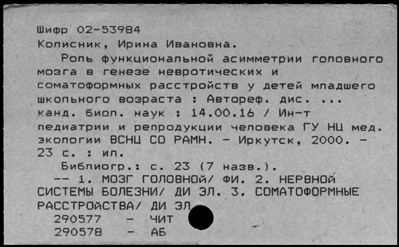 Шифр 02-53984
Колисник, Ирина Ивановна.
Роль функциональной асимметрии головного
мозга в генезе невротических и
соматоформных расстройств у детей младшего
школьного возраста : Автореф. дис. ...
канд. биол. наук : 14.00.16 / Ин-т
педиатрии и репродукции человека ГУ НЦ мед.
экологии ВСНЦ СО РАМН. - Иркутск, 2000. -
23 с. : ил.
Библиогр.: с. 23 (7 назв.).
-- 1. МОЗГ ГОЛОВНОЙ/ ФИ. 2. НЕРВНОЙ
СИСТЕМЫ БОЛЕЗНИ/ ДИ ЭЛ. 3. СОМАТОФОРМНЫЕ
РАССТРОЙСТВА/ ДИ ЭЛ
290577 - ЧИТ
290578 - АБ